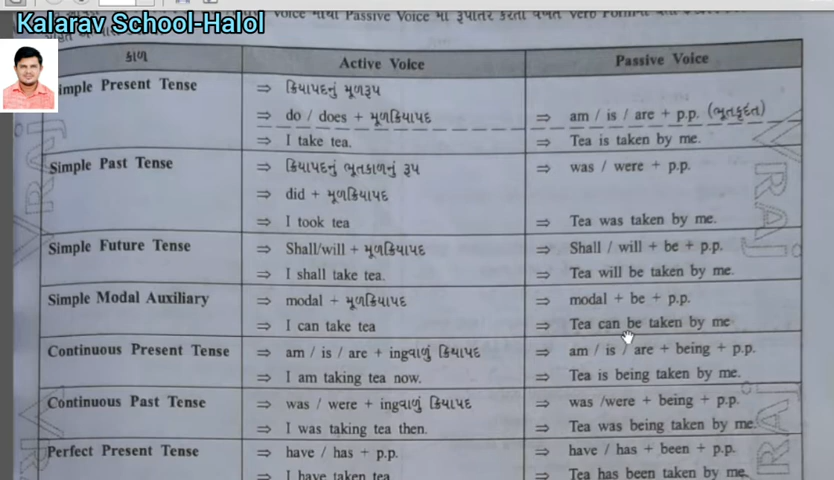 Kalarav School-Halol
Voice માંથી Passive Voice માં રૂપાંતર કરતી વખતે Verb
કાળ Active Voice Passive Voice
Simple Present Tense ⇒ ક્રિયાપદનું મૂળરૂપ
⇒ do / does + મૂળક્રિયાપદ ⇒ am / is / are + p.p. (ભૂતકૃદંત)
⇒ I take tea. ⇒ Tea is taken by me.
Simple Past Tense ⇒ ક્રિયાપદનું ભૂતકાળનું રૂપ ⇒ was / were + p.p.
⇒ did + મૂળક્રિયાપદ
⇒ I took tea ⇒ Tea was taken by me.
Simple Future Tense ⇒ Shall/will + મૂળક્રિયાપદ ⇒ Shall / will + be + p.p.
⇒ I shall take tea. ⇒ Tea will be taken by me.
Simple Modal Auxiliary ⇒ modal + મૂળક્રિયાપદ ⇒ modal + be + p.p.
⇒ I can take tea ⇒ Tea can be taken by me
Continuous Present Tense ⇒ am / is / are + ingવાળું ક્રિયાપદ ⇒ am / is / are + being + p.p.
⇒ I am taking tea now. ⇒ Tea is being taken by me.
Continuous Past Tense ⇒ was / were + ingવાળું ક્રિયાપદ ⇒ was /were + being + p.p.
⇒ I was taking tea then. ⇒ Tea was being taken by me.
Perfect Present Tense ⇒ have / has + p.p. ⇒ have / has + been + p.p.
⇒ I have taken tea ⇒ Tea has been taken by me.
VIRAJ
VIRAJ